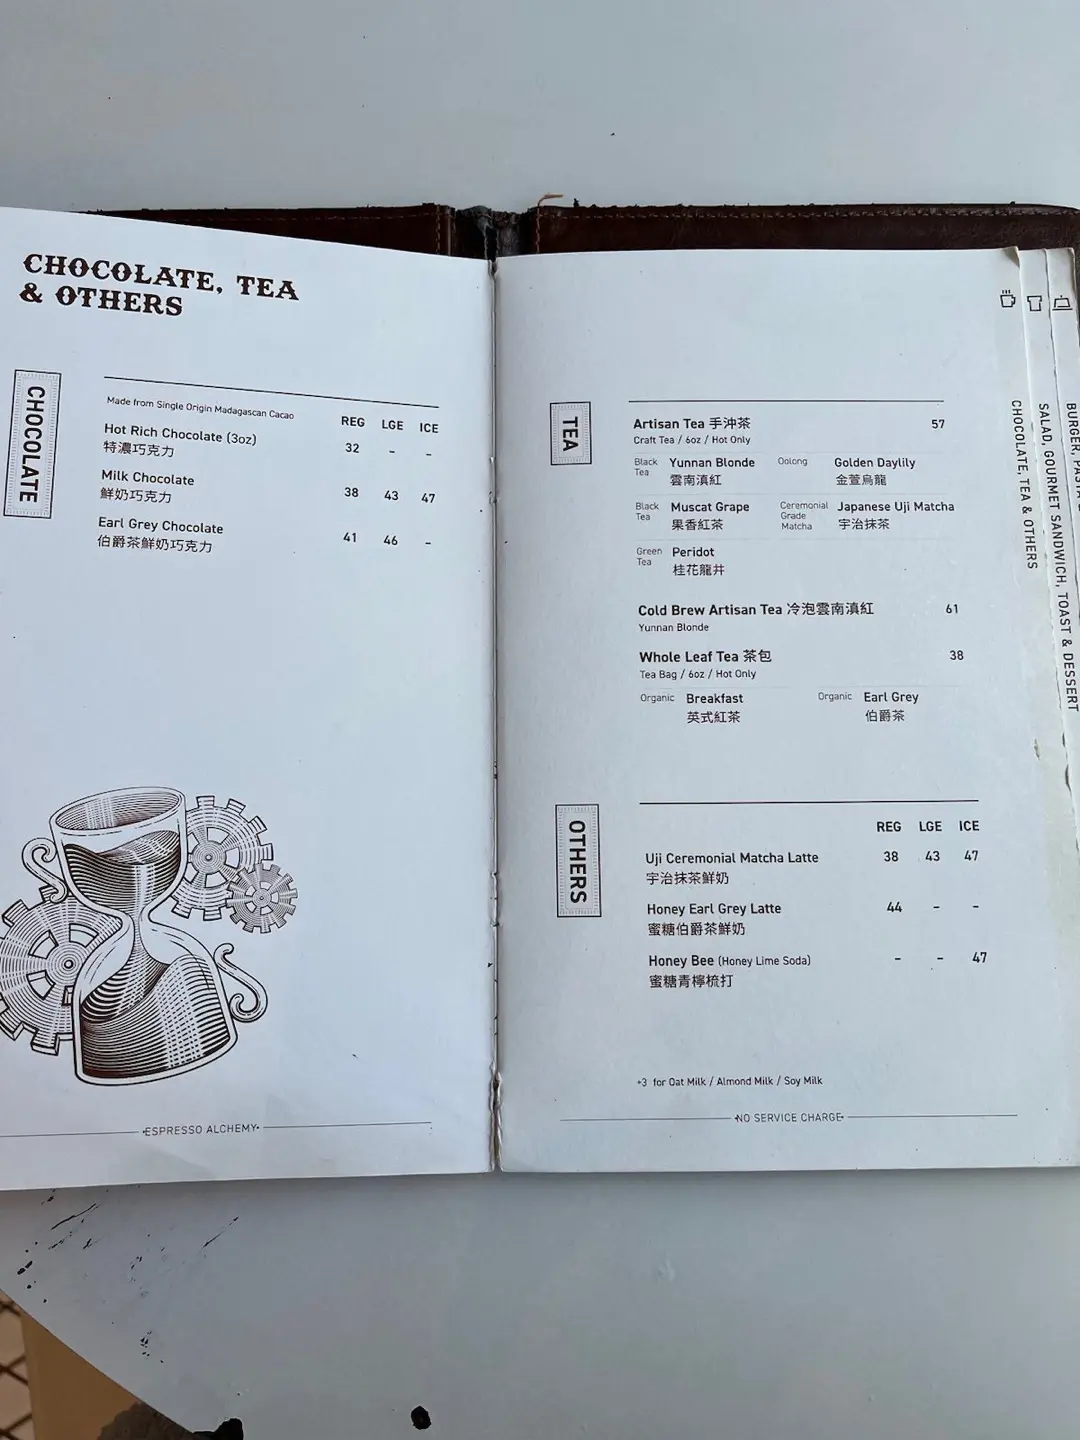 CHOCOLATE, TEA
& OTHERS
CHOCOLATE
Made from Single Origin Madagascan Cacao
REG LGE ICE
Hot Rich Chocolate (3oz) 32 – –
特濃巧克力
Milk Chocolate 38 43 47
鮮奶巧克力
Earl Grey Chocolate 41 46 –
伯爵茶鮮奶巧克力
ESPRESSO ALCHEMY
TEA
Artisan Tea 手沖茶 57
Craft Tea / 6oz / Hot Only
Black Tea Yunnan Blonde Oolong Golden Daylily
雲南滇紅 金萱烏龍
Black Tea Muscat Grape Ceremonial Grade Matcha Japanese Uji Matcha
果香紅茶 宇治抹茶
Green Tea Peridot
桂花龍井
Cold Brew Artisan Tea 冷泡雲南滇紅 61
Yunnan Blonde
Whole Leaf Tea 茶包 38
Tea Bag / 6oz / Hot Only
Organic Breakfast Organic Earl Grey
英式紅茶 伯爵茶
OTHERS
REG LGE ICE
Uji Ceremonial Matcha Latte 38 43 47
宇治抹茶鮮奶
Honey Earl Grey Latte 44 – –
蜜糖伯爵茶鮮奶
Honey Bee (Honey Lime Soda) – – 47
蜜糖青檸梳打
+3 for Oat Milk / Almond Milk / Soy Milk
NO SERVICE CHARGE
CHOCOLATE, TEA & OTHERS
SALAD, GOURMET SANDWICH, TOAST & DESSERT
BURGER, PASTA